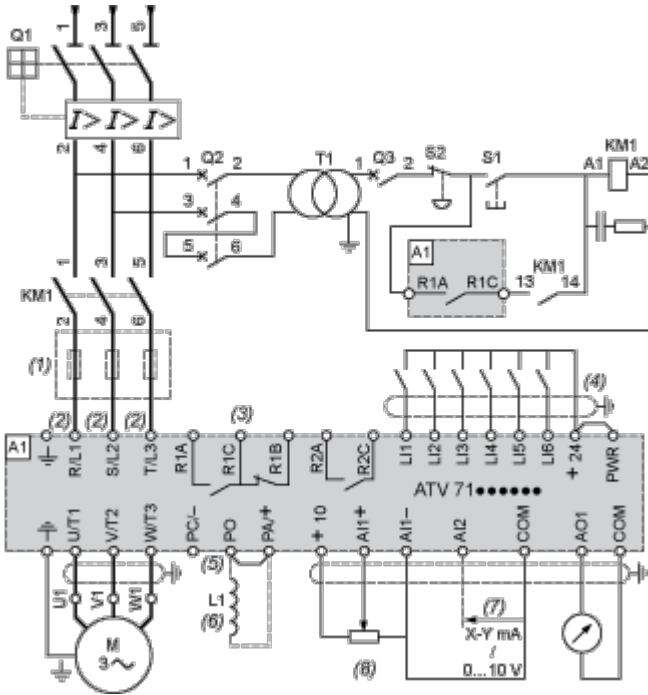 1 3 5
Q1
I> I> I>
2 4 6
1 Q2 2 T1 1 Q3 2 S2 S1 KM1
A1 A2
3 4
5 6
A1
R1A R1C 13 KM1 14
1 3 5
KM1
2 4 6
(1)
(2) (2) (2) (3) (4)
A1 R/L1 S/L2 T/L3 R1A R1C R1B R2A R2C LI1 LI2 LI3 LI4 LI5 LI6 + 24 PWR
ATV 71●●●●●●
U/T1 V/T2 W/T3 PC/- PO PA/+ + 10 AI1+ AI1- AI2 COM AO1 COM
(5)
U1 V1 W1 L1
(6)
(7)
X-Y mA
/
0...10 V
(8)
M
3 ~